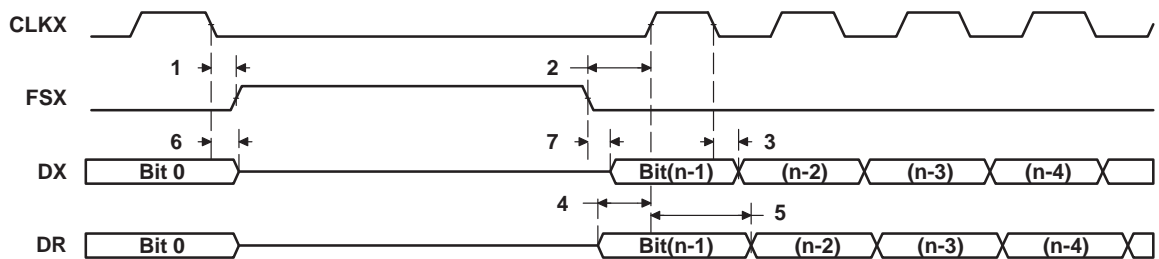 CLKX
1
2
FSX
6
7
3
DX
Bit 0
Bit(n-1)
(n-2)
(n-3)
(n-4)
4
5
DR
Bit 0
Bit(n-1)
(n-2)
(n-3)
(n-4)